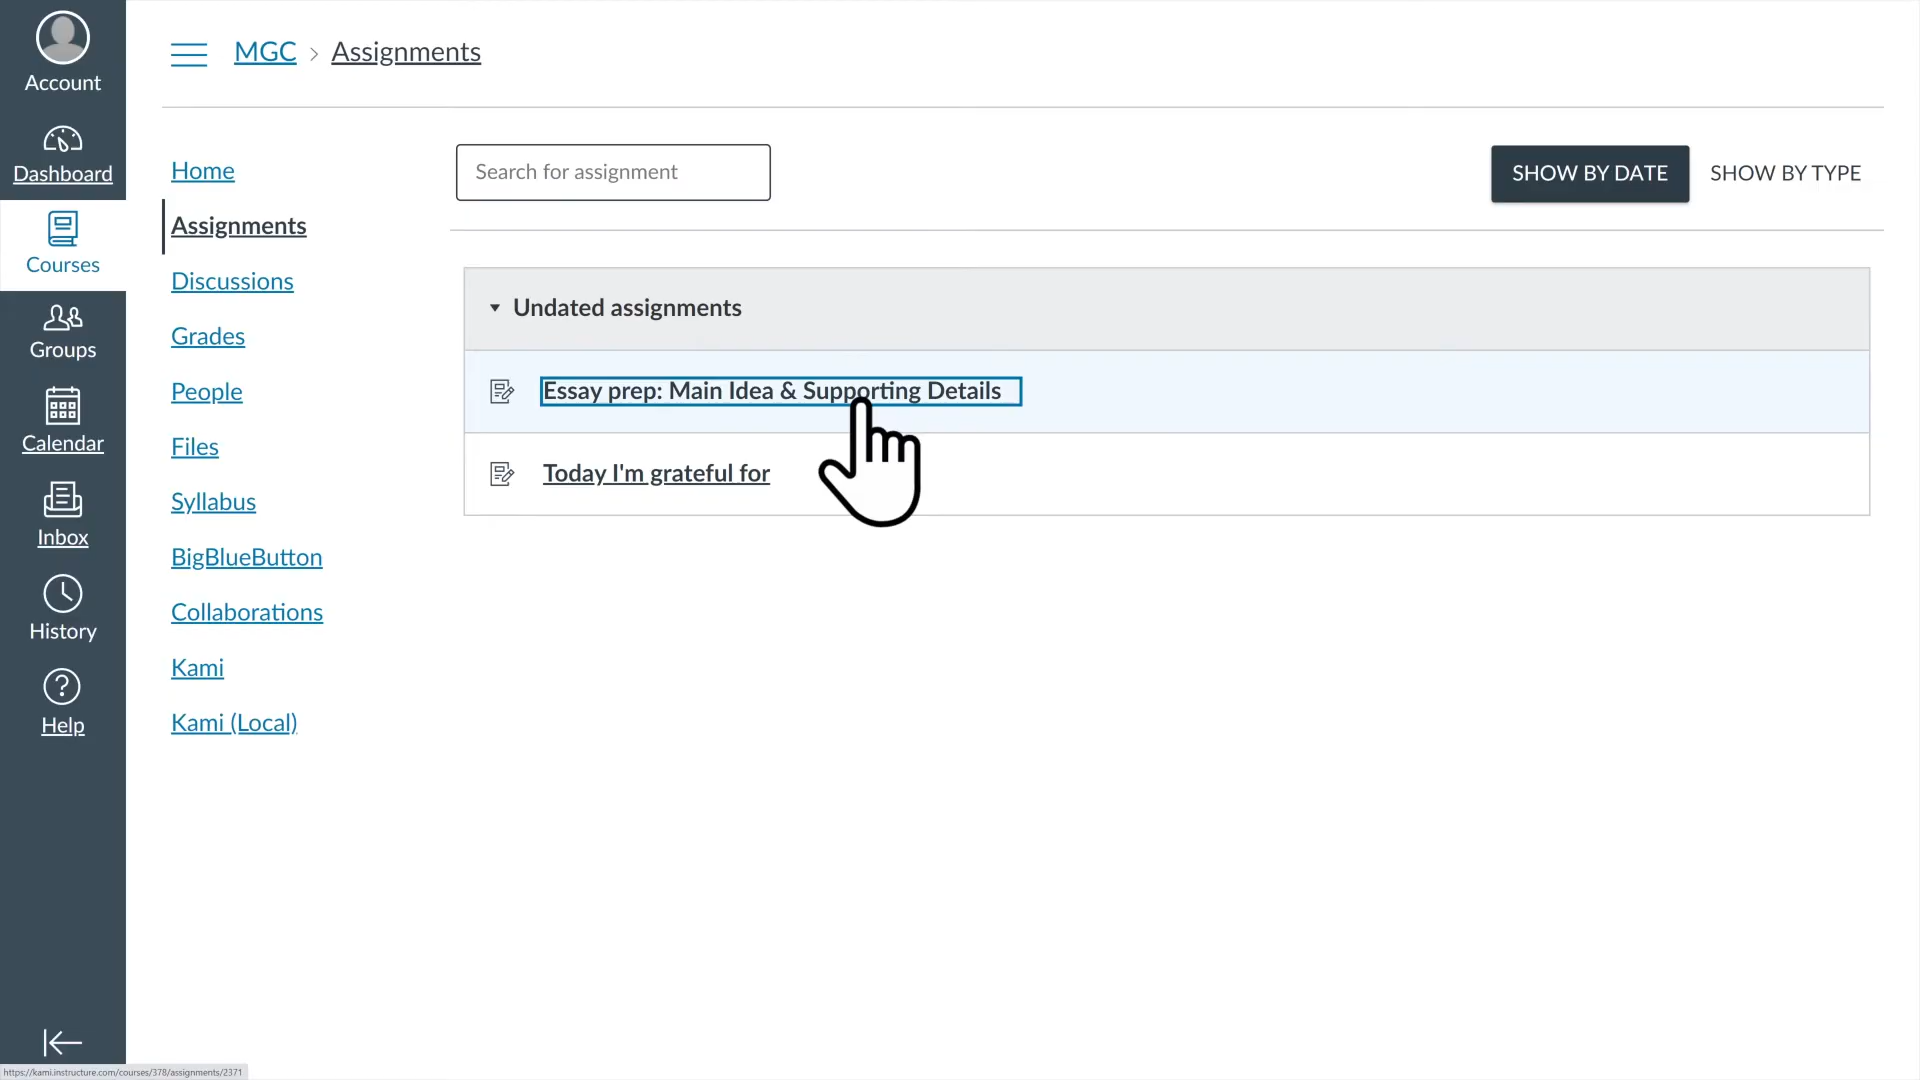 Account
Dashboard
Courses
Groups
Calendar
Inbox
History
Help
MGC > Assignments
Home
Assignments
Discussions
Grades
People
Files
Syllabus
BigBlueButton
Collaborations
Kami
Kami (Local)
Search for assignment
SHOW BY DATE
SHOW BY TYPE
Undated assignments
Essay prep: Main Idea & Supporting Details
Today I'm grateful for
https://kami.instructure.com/courses/378/assignments/2371